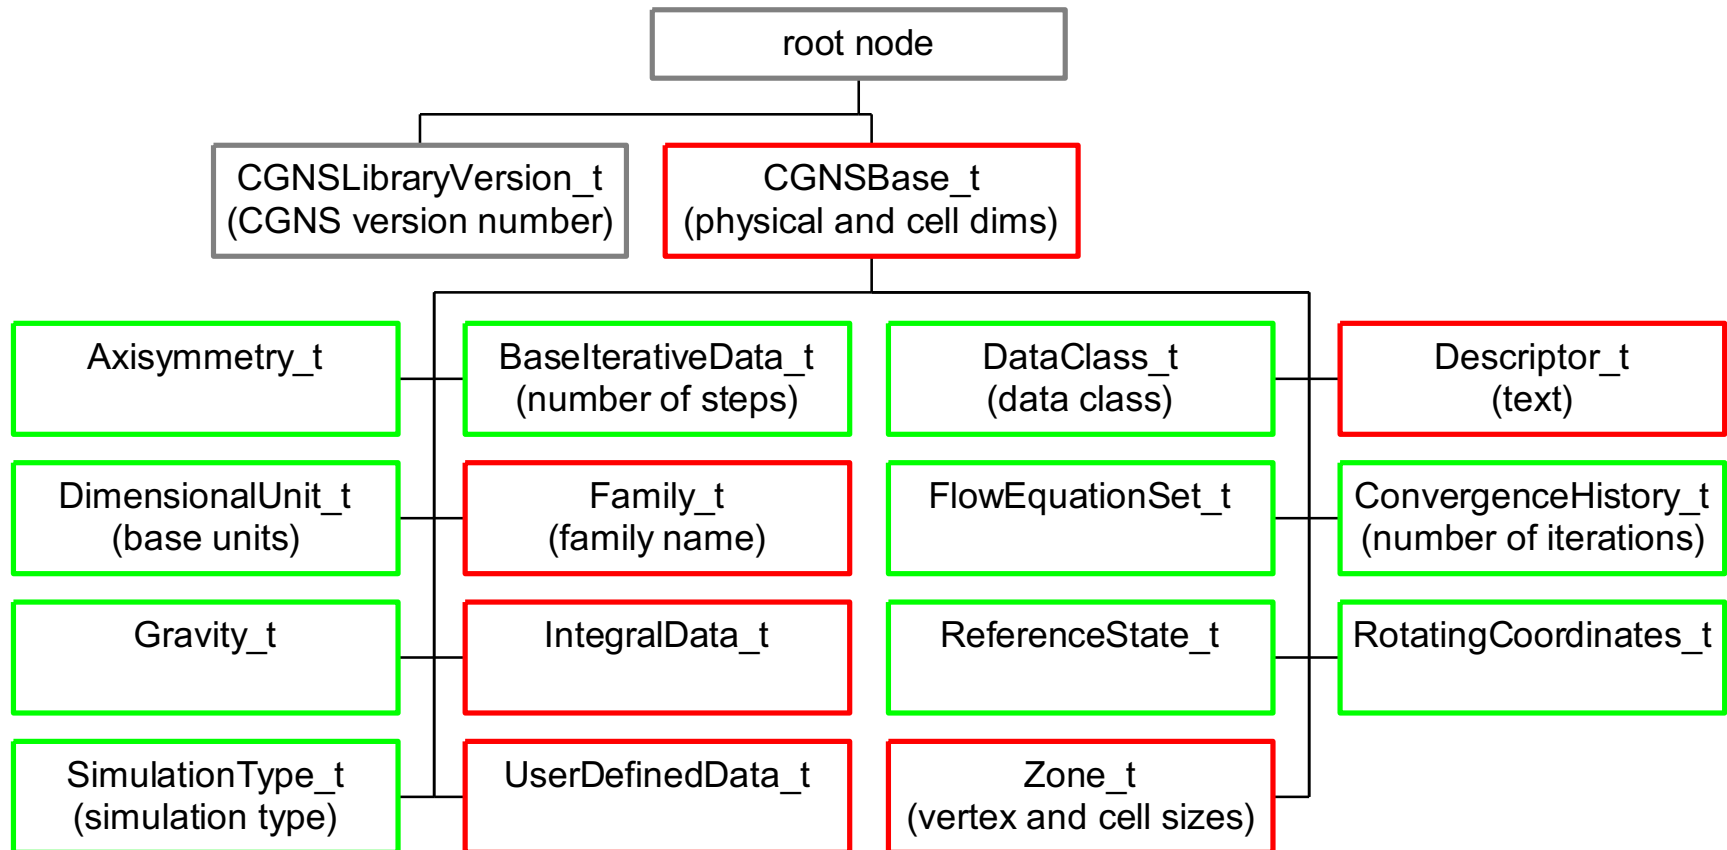 root node
CGNSLibraryVersion_t
(CGNS version number)
CGNSBase_t
(physical and cell dims)
Axisymmetry_t
BaseIterativeData_t
(number of steps)
DataClass_t
(data class)
Descriptor_t
(text)
DimensionalUnit_t
(base units)
Family_t
(family name)
FlowEquationSet_t
ConvergenceHistory_t
(number of iterations)
Gravity_t
IntegralData_t
ReferenceState_t
RotatingCoordinates_t
SimulationType_t
(simulation type)
UserDefinedData_t
Zone_t
(vertex and cell sizes)